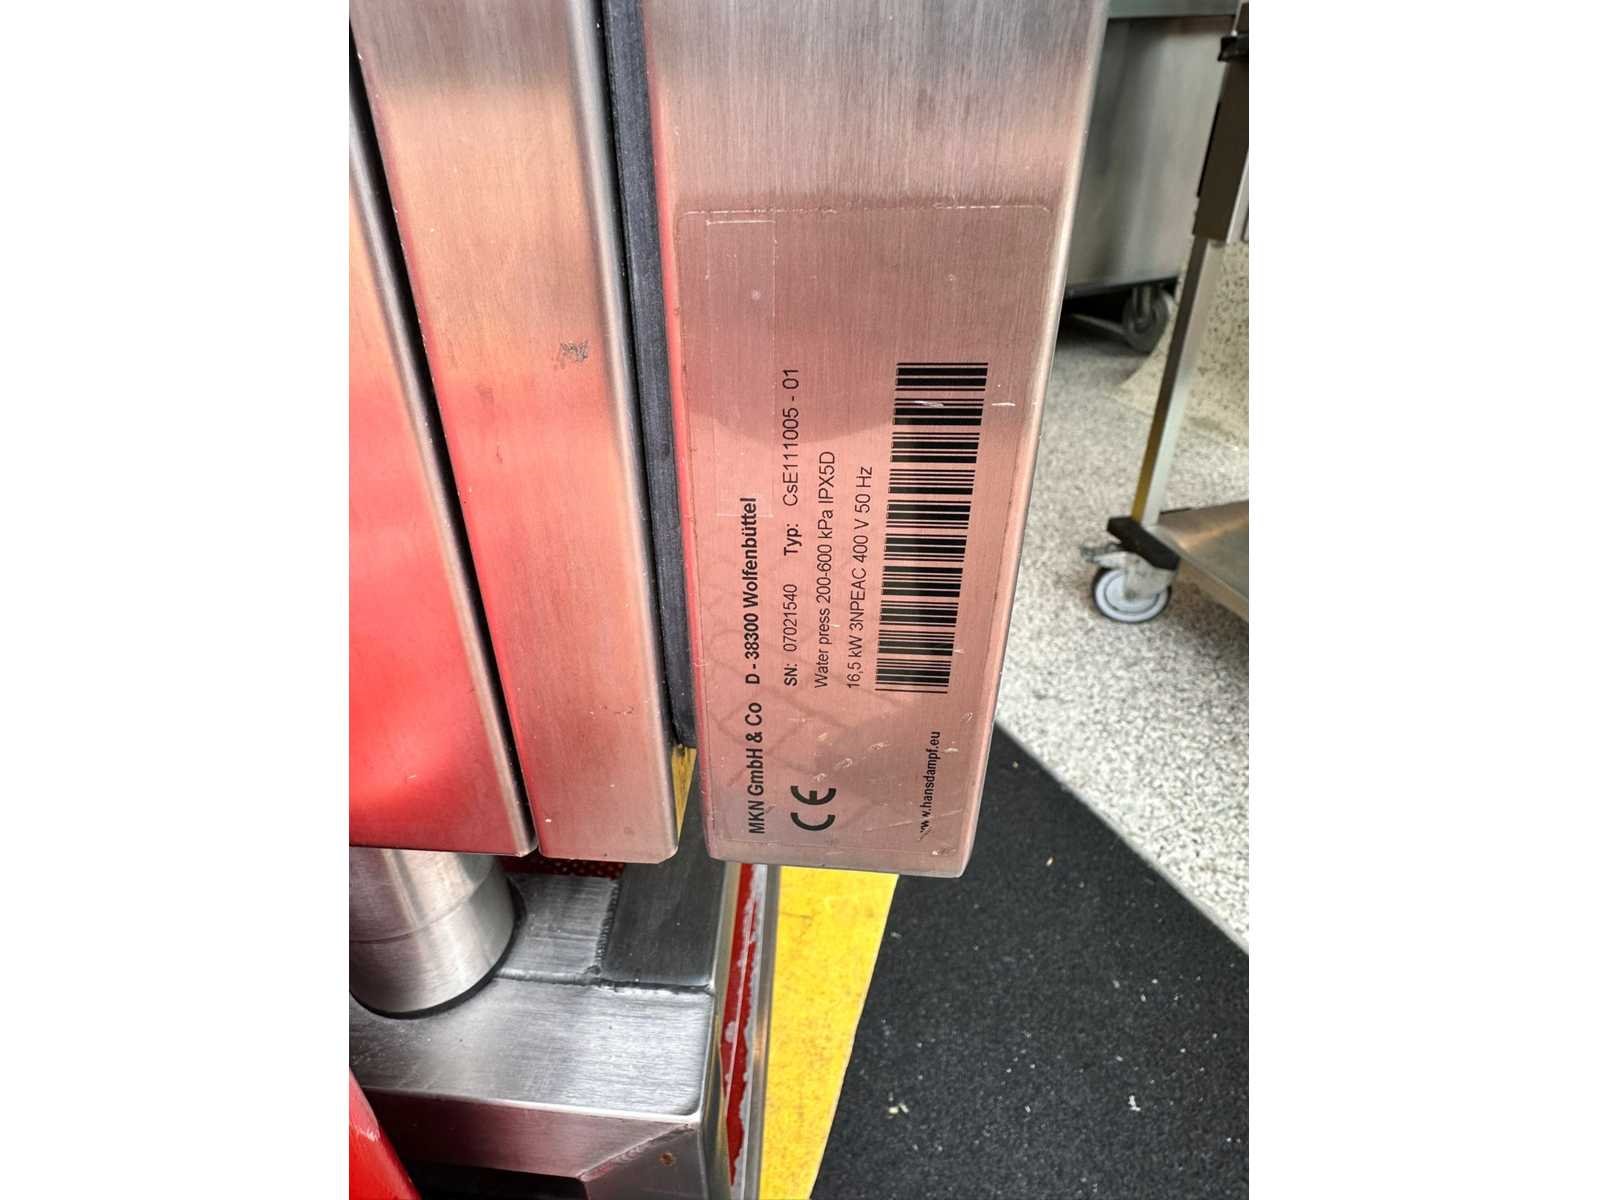 MKN GmbH & Co D - 38300 Wolfenbüttel
CE
SN: 07021540 Typ: CsE111005 - 01
Water press 200-600 kPa IPX5D
16,5 kW 3NPEAC 400 V 50 Hz
www.hansdampf.eu